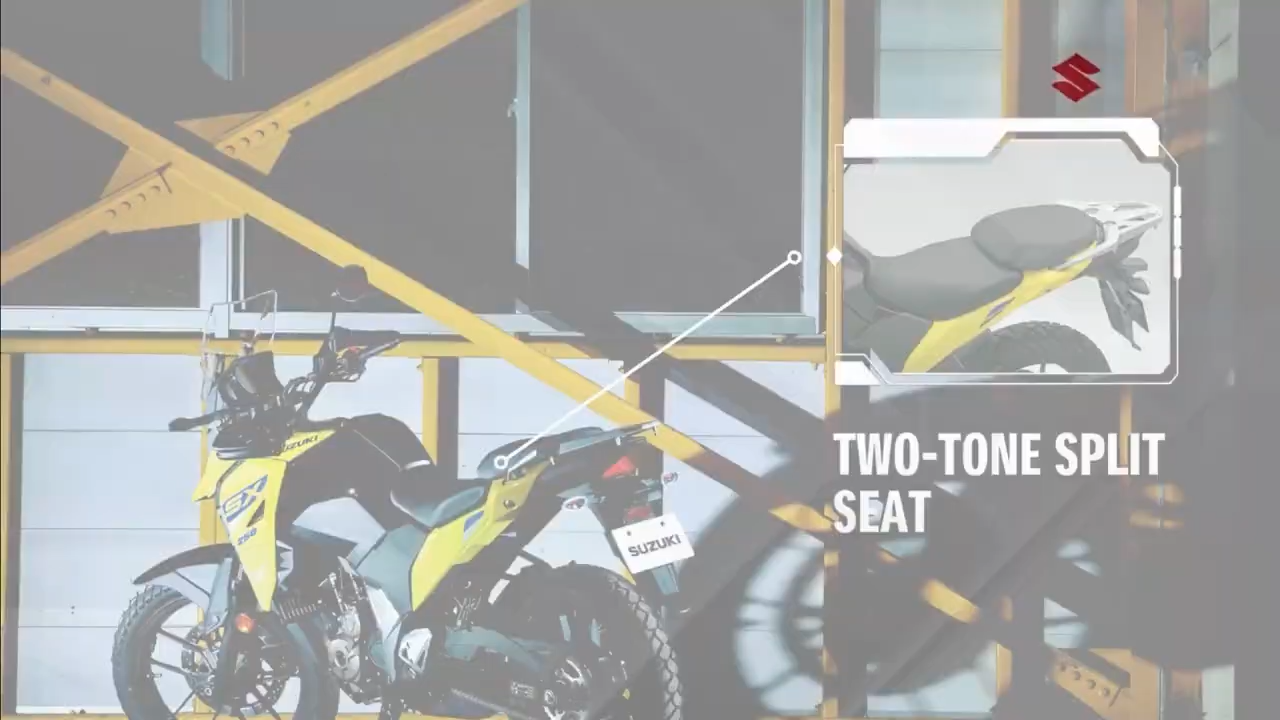 SUZUKI
SX
250
SUZUKI
TWO-TONE SPLIT
SEAT